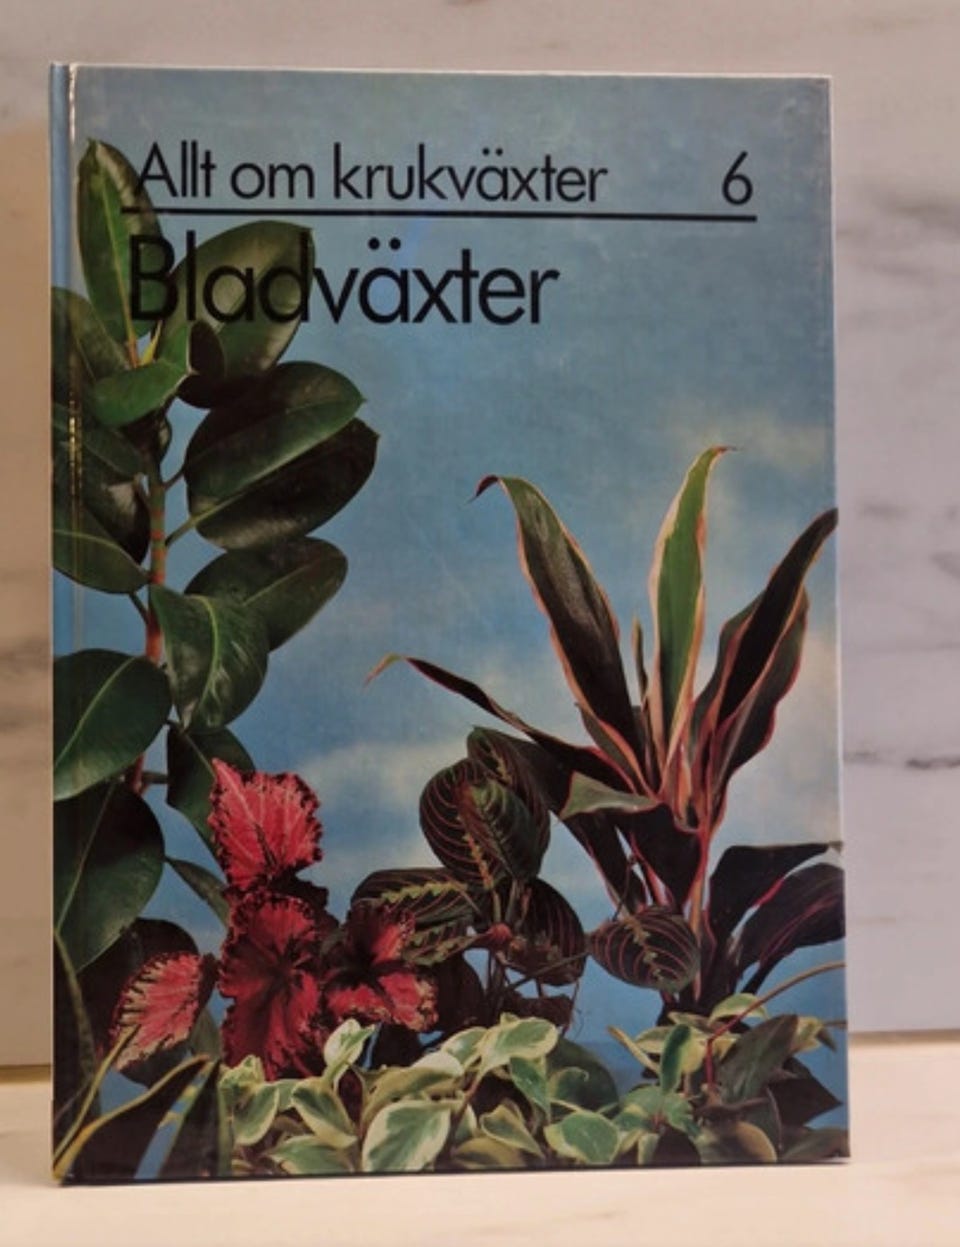 Allt om krukväxter 6
Bladväxter